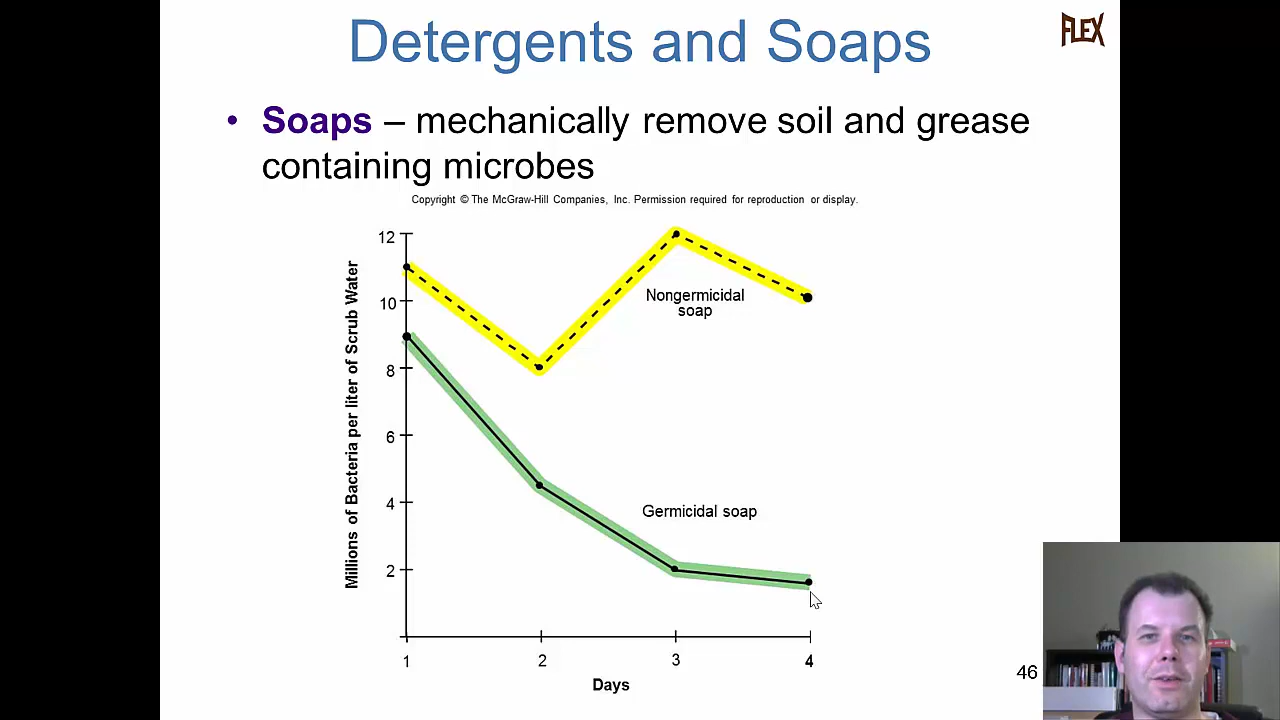 Detergents and Soaps
FLEX
• Soaps – mechanically remove soil and grease
containing microbes
Copyright © The McGraw-Hill Companies, Inc. Permission required for reproduction or display.
Millions of Bacteria per liter of Scrub Water
12
10
8
6
4
2
Nongermicidal
soap
Germicidal soap
1 2 3 4
Days
46